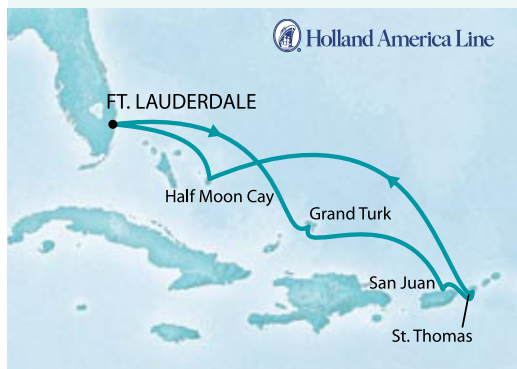 Holland America Line
FT. LAUDERDALE
Half Moon Cay
Grand Turk
San Juan
St. Thomas